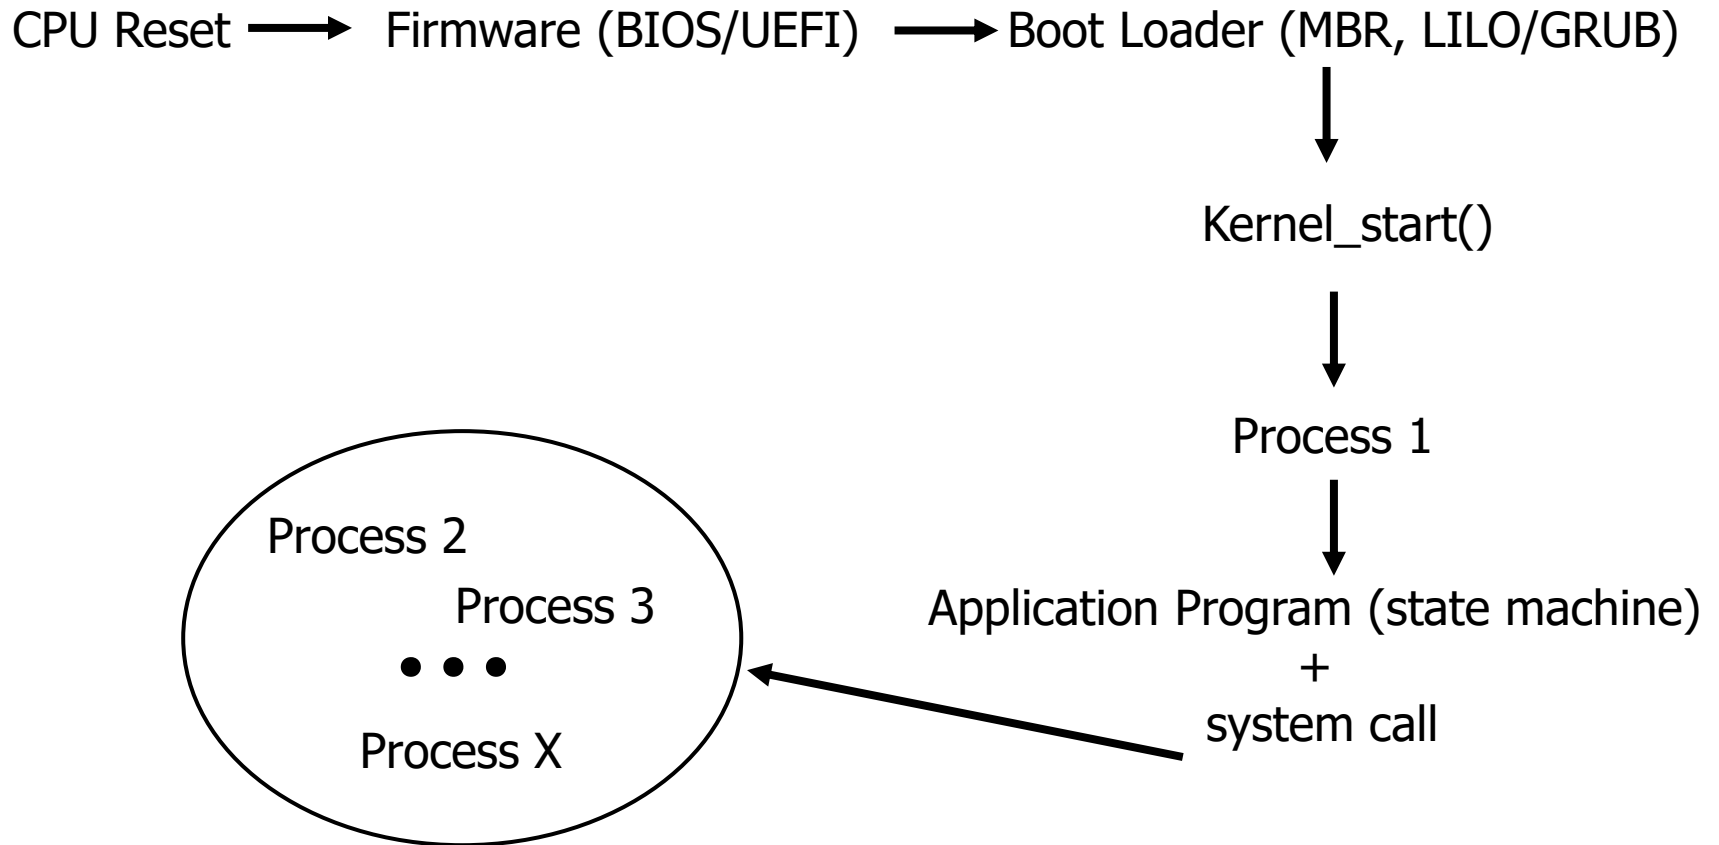 CPU Reset
Firmware (BIOS/UEFI)
Boot Loader (MBR, LILO/GRUB)
Kernel_start()
Process 1
Application Program (state machine)
+
system call
Process 2
Process 3
•••
Process X